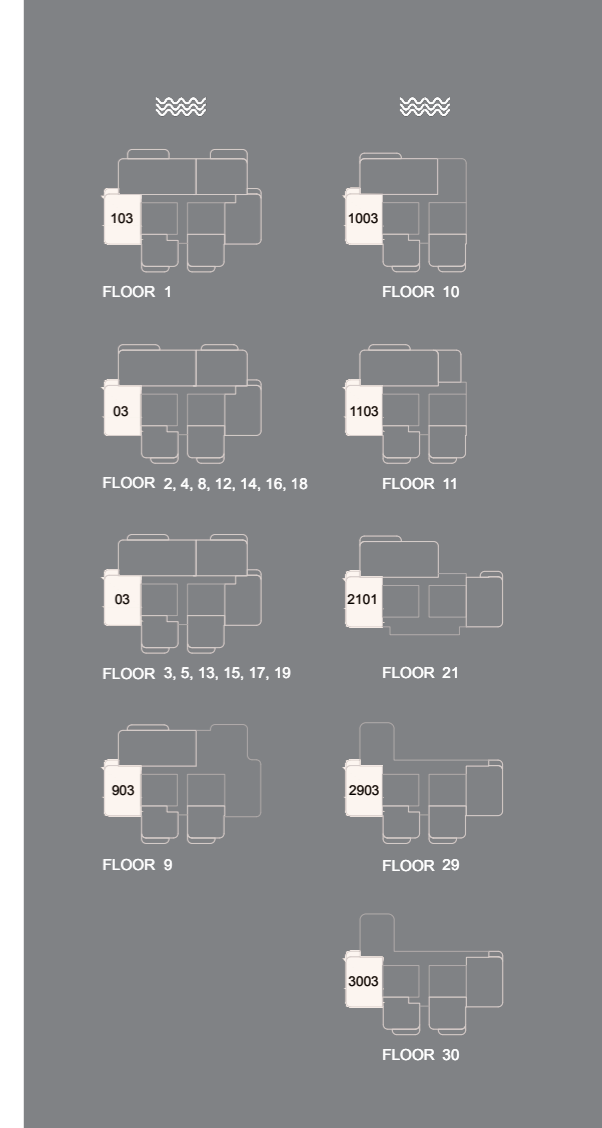 103
FLOOR 1
03
FLOOR 2, 4, 8, 12, 14, 16, 18
03
FLOOR 3, 5, 13, 15, 17, 19
903
FLOOR 9
1003
FLOOR 10
1103
FLOOR 11
2101
FLOOR 21
2903
FLOOR 29
3003
FLOOR 30